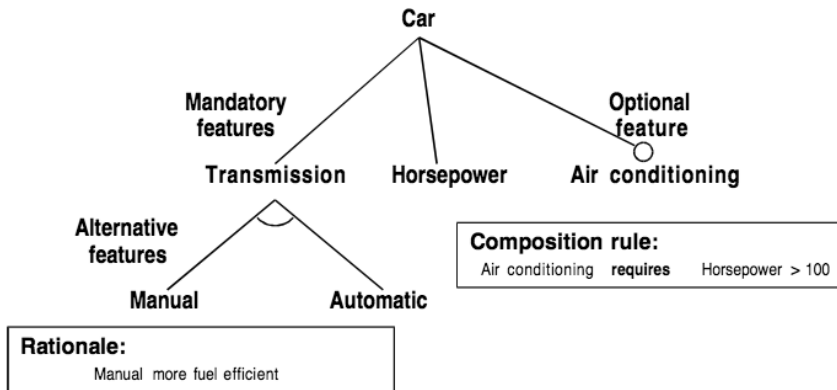 Car
Mandatory
features
Optional
feature
Transmission
Horsepower
Air conditioning
Alternative
features
Composition rule:
Air conditioning requires Horsepower > 100
Manual
Automatic
Rationale:
Manual more fuel efficient